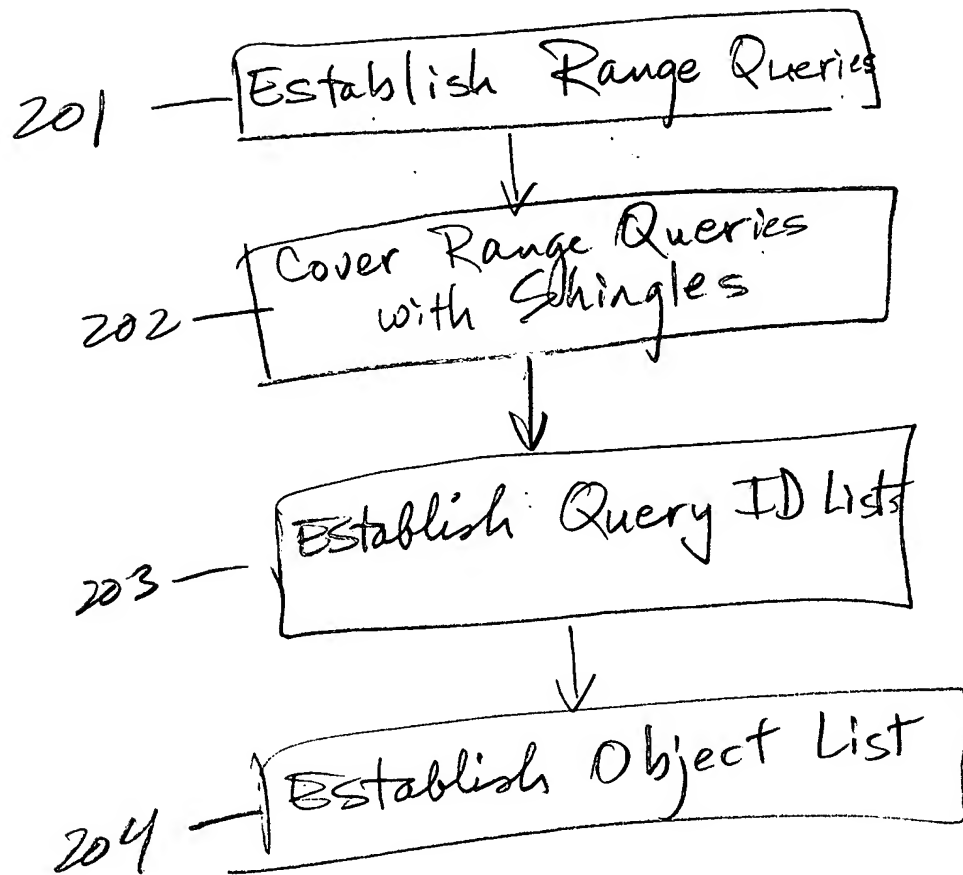 201 Establish Range Queries
Cover Range Queries
202 with Shingles
203 Establish Query ID Lists
204 Establish Object List